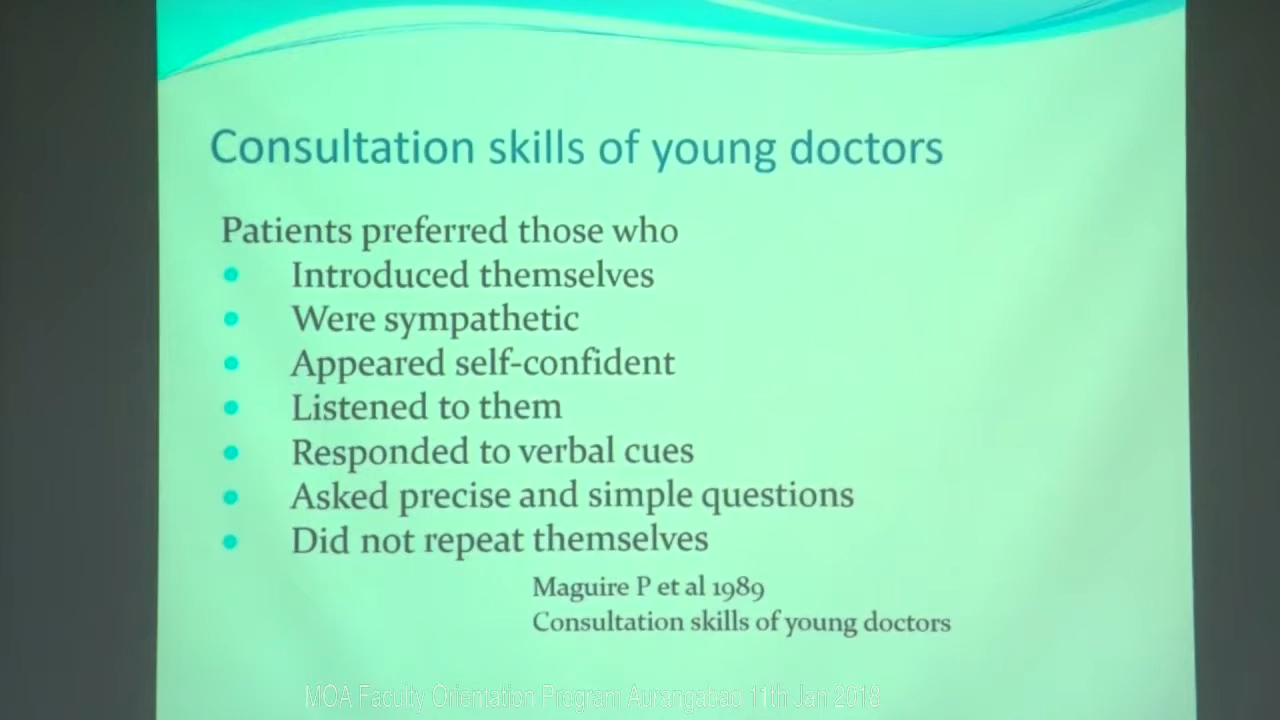 Consultation skills of young doctors
Patients preferred those who
• Introduced themselves
• Were sympathetic
• Appeared self-confident
• Listened to them
• Responded to verbal cues
• Asked precise and simple questions
• Did not repeat themselves
Maguire P et al 1989
Consultation skills of young doctors
MOA Faculty Orientation Program Aurangabad 11th Jan 2018